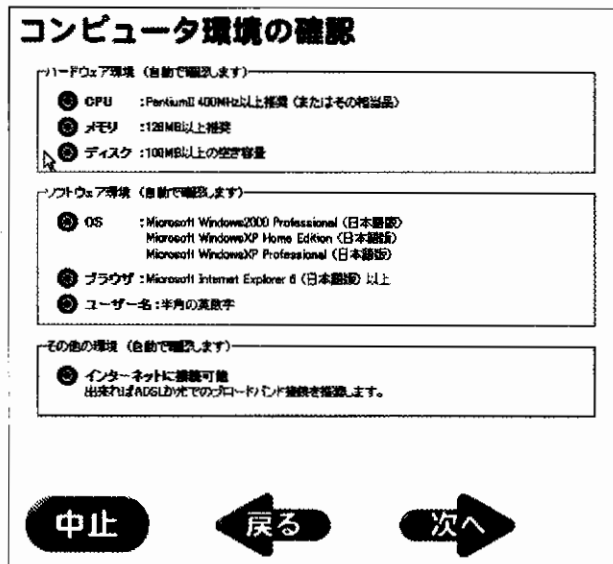 コンピュータ環境の確認
ハードウェア環境（自動で確認します）
CPU :PentiumII 400MHz以上推奨（またはその相当品）
メモリ :128MB以上推奨
ディスク :100MB以上の空き容量
ソフトウェア環境（自動で確認します）
OS :Microsoft Windows2000 Professional（日本語版）
Microsoft WindowsXP Home Edition（日本語版）
Microsoft WindowsXP Professional（日本語版）
ブラウザ :Microsoft Internet Explorer 6（日本語版）以上
ユーザー名 :半角の英数字
その他の環境（自動で確認します）
インターネットに接続可能
出来ればADSLか光でのブロードバンド接続を推奨します。
中止
戻る
次へ